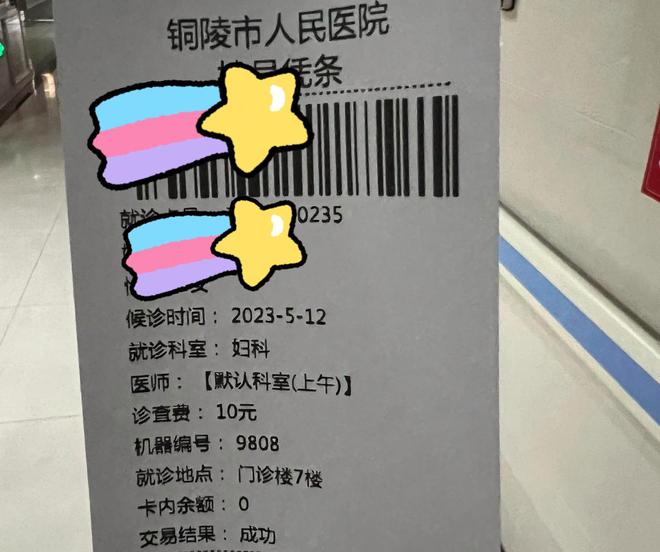 铜陵市人民医院
凭条
0235
候诊时间：2023-5-12
就诊科室：妇科
医师：【默认科室(上午)】
诊查费：10元
机器编号：9808
就诊地点：门诊楼7楼
卡内余额：0
交易结果：成功